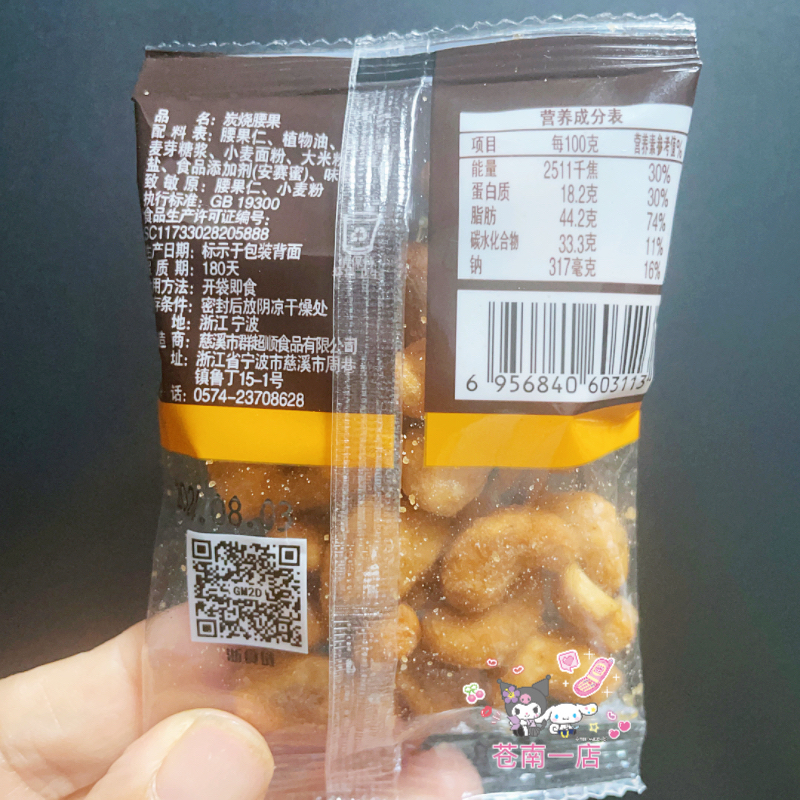 品 名：炭烧腰果
配料表：腰果仁、植物油、
麦芽糖浆、小麦面粉、大米粉
盐、食品添加剂(安赛蜜)、味
致敏原：腰果仁、小麦粉
执行标准：GB 19300
食品生产许可证编号：
SC11733028205888
生产日期：标示于包装背面
质期：180天
用方法：开袋即食
存条件：密封后放阴凉干燥处
地：浙江宁波
造商：慈溪市群超顺食品有限公司
址：浙江省宁波市慈溪市周巷
镇鲁丁15-1号
话：0574-23708628
营养成分表
项目 每100克 营养素参考值%
能量 2511千焦 30%
蛋白质 18.2克 30%
脂肪 44.2克 74%
碳水化合物 33.3克 11%
钠 317毫克 16%
6 956840 603113
.08.03
GM2D
浙食链
苍南一店